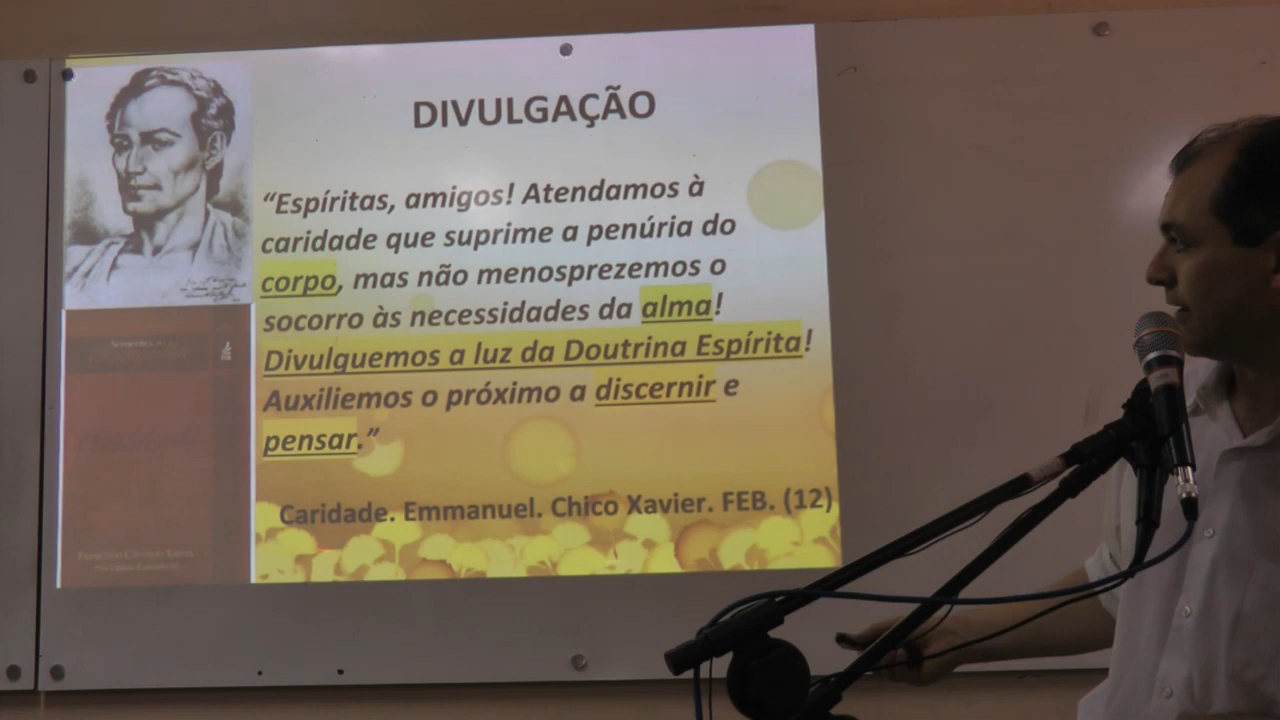 DIVULGAÇÃO
“Espíritas, amigos! Atendamos à
caridade que suprime a penúria do
corpo, mas não menosprezemos o
socorro às necessidades da alma!
Divulguemos a luz da Doutrina Espírita!
Auxiliemos o próximo a discernir e
pensar.”
Caridade. Emmanuel. Chico Xavier. FEB. (12)